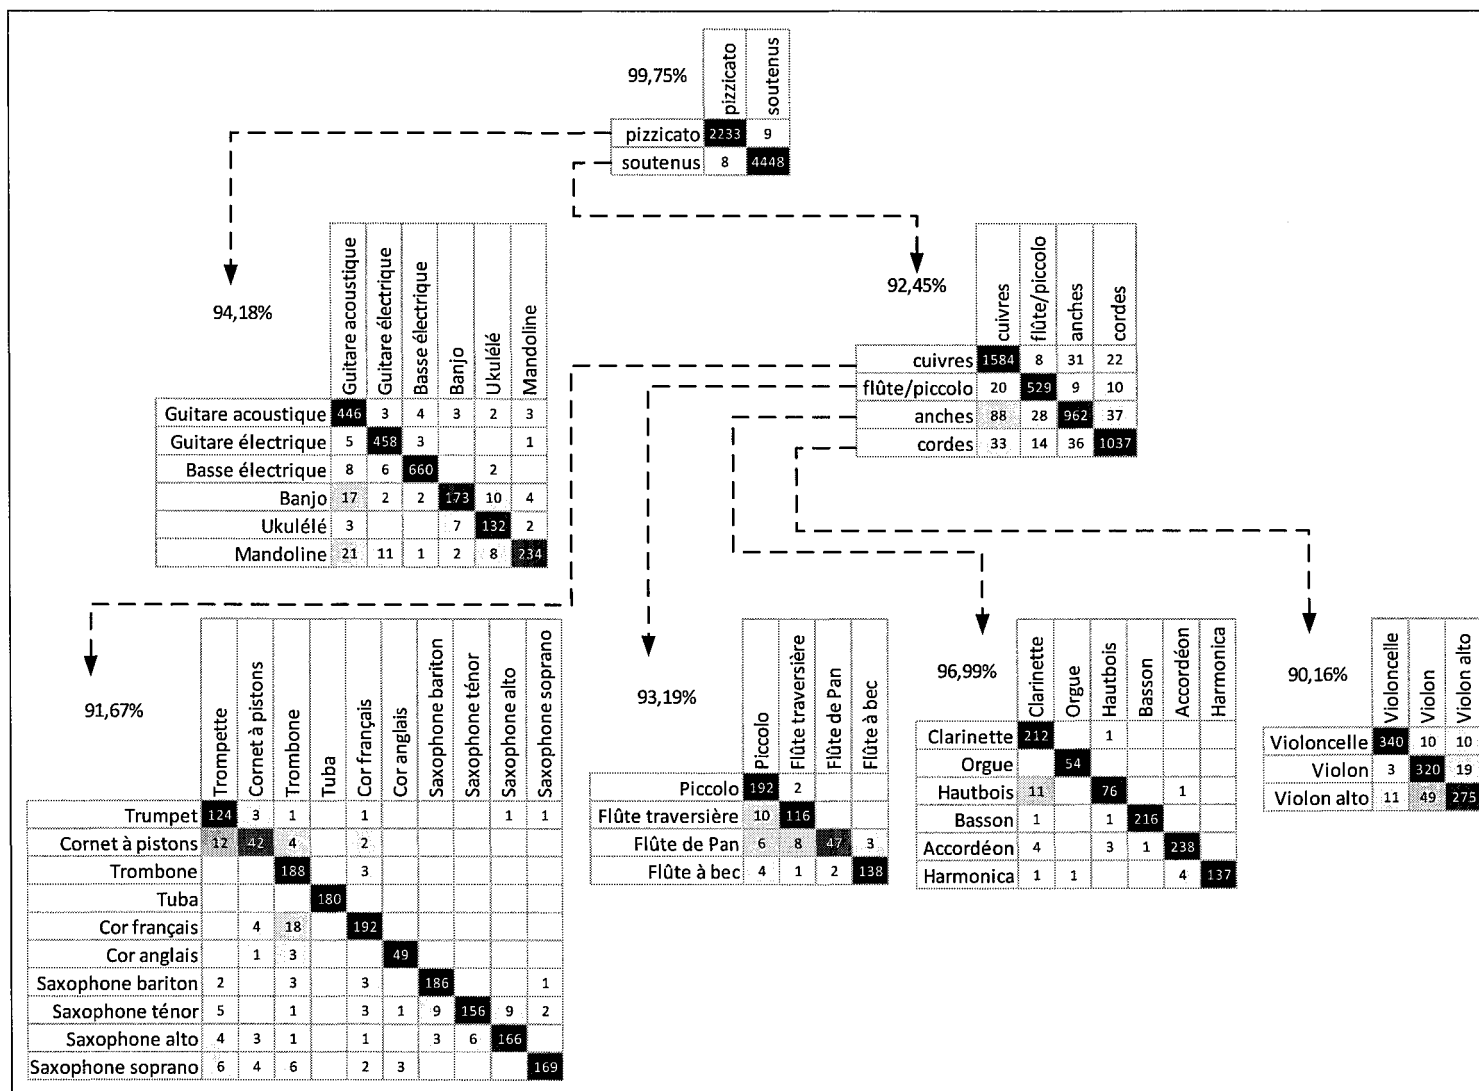 99,75%
pizzicato
soutenus
pizzicato 2233 9
soutenus 8 4448
94,18%
Guitare acoustique
Guitare électrique
Basse électrique
Banjo
Ukulélé
Mandoline
Guitare acoustique 446 3 4 3 2 3
Guitare électrique 5 458 3 1
Basse électrique 8 6 660 2
Banjo 17 2 2 173 10 4
Ukulélé 3 7 132 2
Mandoline 21 11 1 2 8 234
92,45%
cuivres
flûte/piccolo
anches
cordes
cuivres 1584 8 31 22
flûte/piccolo 20 529 9 10
anches 88 28 962 37
cordes 33 14 36 1037
91,67%
Trompette
Cornet à pistons
Trombone
Tuba
Cor français
Cor anglais
Saxophone bariton
Saxophone ténor
Saxophone alto
Saxophone soprano
Trumpet 124 3 1 1 1 1
Cornet à pistons 12 42 4 2
Trombone 188 3
Tuba 180
Cor français 4 18 192
Cor anglais 1 3 49
Saxophone bariton 2 3 3 186 1
Saxophone ténor 5 1 3 1 9 156 9 2
Saxophone alto 4 3 1 1 3 6 166
Saxophone soprano 6 4 6 2 3 169
93,19%
Piccolo
Flûte traversière
Flûte de Pan
Flûte à bec
Piccolo 192 2
Flûte traversière 10 116
Flûte de Pan 6 8 47 3
Flûte à bec 4 1 2 138
96,99%
Clarinette
Orgue
Hautbois
Basson
Accordéon
Harmonica
Clarinette 212 1
Orgue 54
Hautbois 11 76 1
Basson 1 1 216
Accordéon 4 3 1 238
Harmonica 1 1 4 137
90,16%
Violoncelle
Violon
Violon alto
Violoncelle 340 10 10
Violon 3 320 19
Violon alto 11 49 275